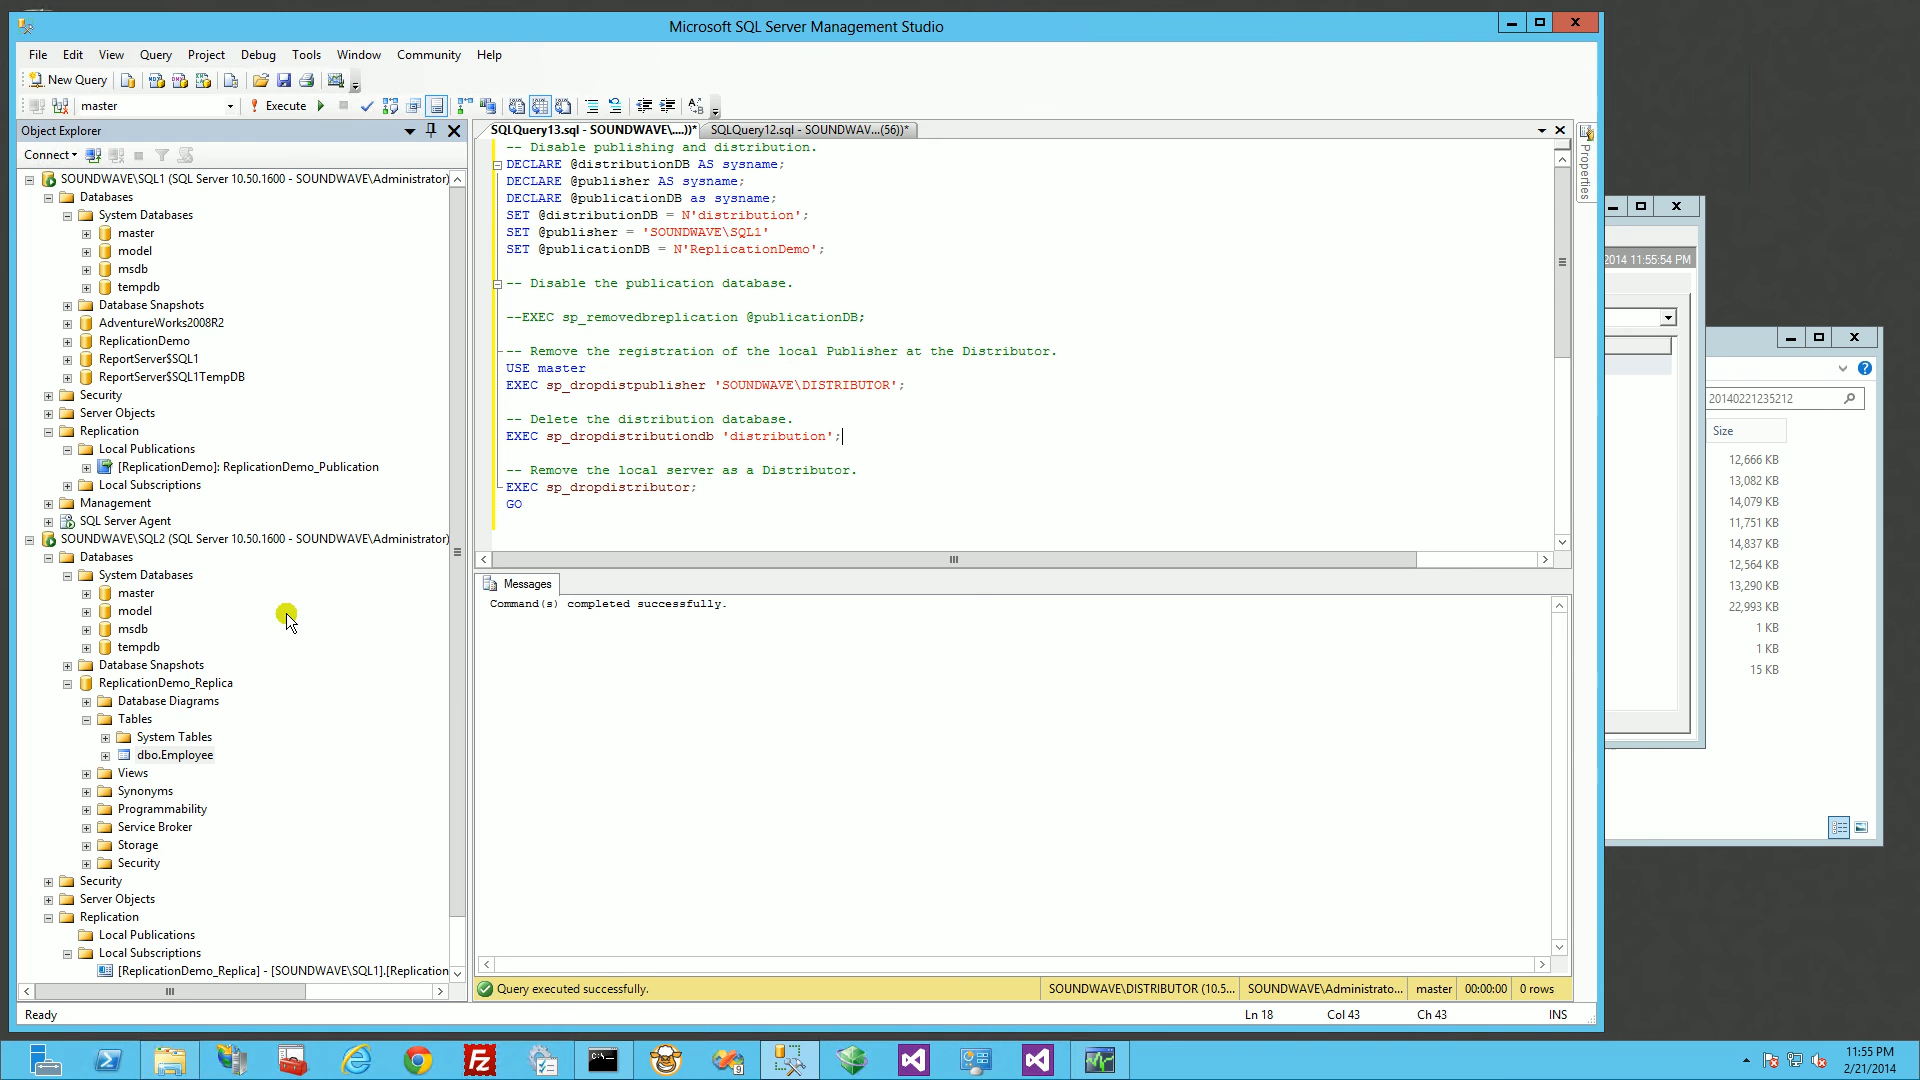 Microsoft SQL Server Management Studio
File Edit View Query Project Debug Tools Window Community Help
New Query
master Execute
Object Explorer
SQLQuery13.sql - SOUNDWAVE\....))* SQLQuery12.sql - SOUNDWAV...(56))*
Properties
Connect
SOUNDWAVE\SQL1 (SQL Server 10.50.1600 - SOUNDWAVE\Administrator)
Databases
System Databases
master
model
msdb
tempdb
Database Snapshots
AdventureWorks2008R2
ReplicationDemo
ReportServer$SQL1
ReportServer$SQL1TempDB
Security
Server Objects
Replication
Local Publications
[ReplicationDemo]: ReplicationDemo_Publication
Local Subscriptions
Management
SQL Server Agent
SOUNDWAVE\SQL2 (SQL Server 10.50.1600 - SOUNDWAVE\Administrator)
Databases
System Databases
master
model
msdb
tempdb
Database Snapshots
ReplicationDemo_Replica
Database Diagrams
Tables
System Tables
dbo.Employee
Views
Synonyms
Programmability
Service Broker
Storage
Security
Security
Server Objects
Replication
Local Publications
Local Subscriptions
[ReplicationDemo_Replica] - [SOUNDWAVE\SQL1].[Replication
-- Disable publishing and distribution.
DECLARE @distributionDB AS sysname;
DECLARE @publisher AS sysname;
DECLARE @publicationDB as sysname;
SET @distributionDB = N'distribution';
SET @publisher = 'SOUNDWAVE\SQL1'
SET @publicationDB = N'ReplicationDemo';
-- Disable the publication database.
--EXEC sp_removedbreplication @publicationDB;
-- Remove the registration of the local Publisher at the Distributor.
USE master
EXEC sp_dropdistpublisher 'SOUNDWAVE\DISTRIBUTOR';
-- Delete the distribution database.
EXEC sp_dropdistributiondb 'distribution';
-- Remove the local server as a Distributor.
EXEC sp_dropdistributor;
GO
Messages
Command(s) completed successfully.
Query executed successfully. SOUNDWAVE\DISTRIBUTOR (10.5... SOUNDWAVE\Administrato... master 00:00:00 0 rows
Ready Ln 18 Col 43 Ch 43 INS
2014 11:55:54 PM
20140221235212
Size
12,666 KB
13,082 KB
14,079 KB
11,751 KB
14,837 KB
12,564 KB
13,290 KB
22,993 KB
1 KB
1 KB
15 KB
11:55 PM
2/21/2014